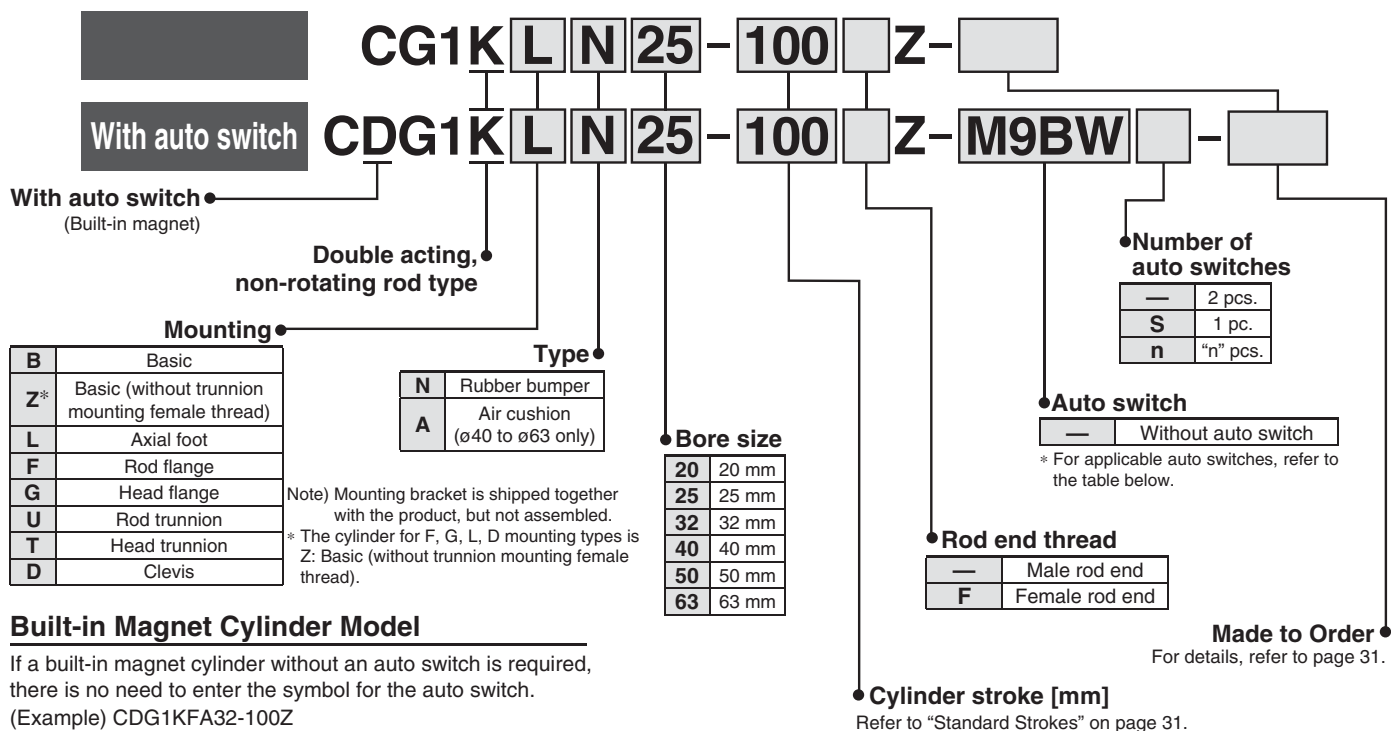 CG1K L N 25 – 100 Z–
With auto switch CDG1K L N 25 – 100 Z– M9BW –
With auto switch
(Built-in magnet)
Double acting,
non-rotating rod type
Mounting
B Basic
Z* Basic (without trunnion
mounting female thread)
L Axial foot
F Rod flange
G Head flange
U Rod trunnion
T Head trunnion
D Clevis
Type
N Rubber bumper
A Air cushion
(ø40 to ø63 only)
Note) Mounting bracket is shipped together
with the product, but not assembled.
* The cylinder for F, G, L, D mounting types is
Z: Basic (without trunnion mounting female
thread).
Bore size
20 20 mm
25 25 mm
32 32 mm
40 40 mm
50 50 mm
63 63 mm
Number of
auto switches
— 2 pcs.
S 1 pc.
n “n” pcs.
Auto switch
— Without auto switch
* For applicable auto switches, refer to
the table below.
Rod end thread
— Male rod end
F Female rod end
Made to Order
For details, refer to page 31.
Cylinder stroke [mm]
Refer to “Standard Strokes” on page 31.
Built-in Magnet Cylinder Model
If a built-in magnet cylinder without an auto switch is required,
there is no need to enter the symbol for the auto switch.
(Example) CDG1KFA32-100Z